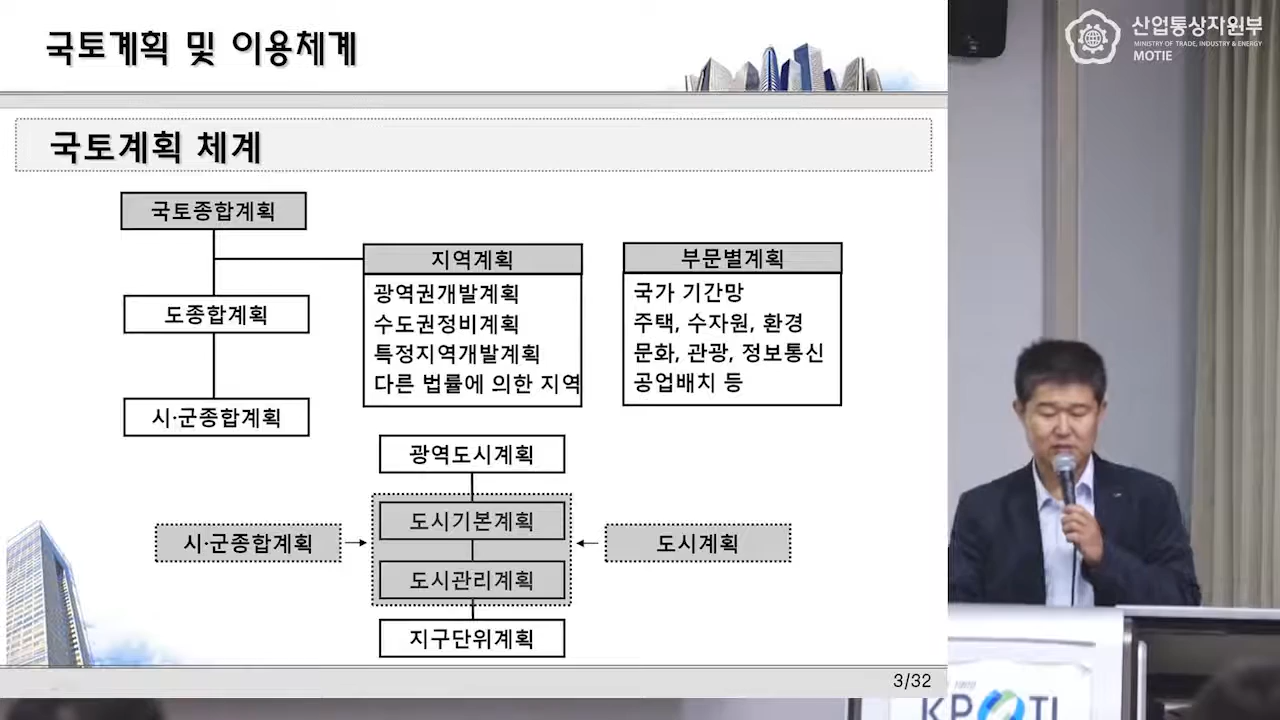 국토계획 및 이용체계
산업통상자원부
MINISTRY OF TRADE, INDUSTRY & ENERGY
MOTIE
국토계획 체계
국토종합계획
도종합계획
시·군종합계획
지역계획
광역권개발계획
수도권정비계획
특정지역개발계획
다른 법률에 의한 지역
부문별계획
국가 기간망
주택, 수자원, 환경
문화, 관광, 정보통신
공업배치 등
광역도시계획
도시기본계획
시·군종합계획
도시계획
도시관리계획
지구단위계획
3/32